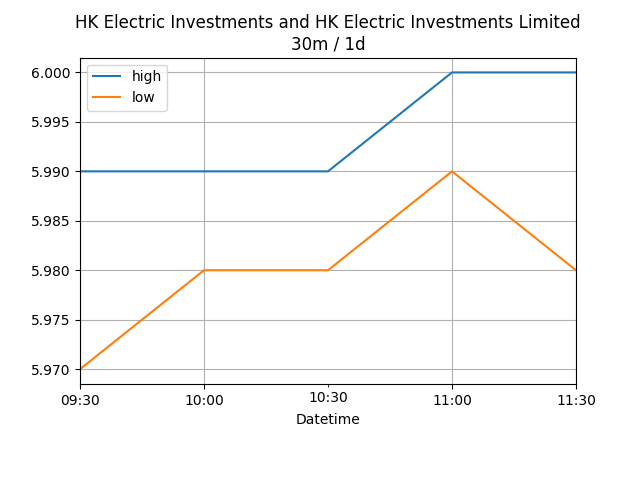 HK Electric Investments and HK Electric Investments Limited
30m / 1d
high
low
6.000
5.995
5.990
5.985
5.980
5.975
5.970
09:30
10:00
10:30
11:00
11:30
Datetime